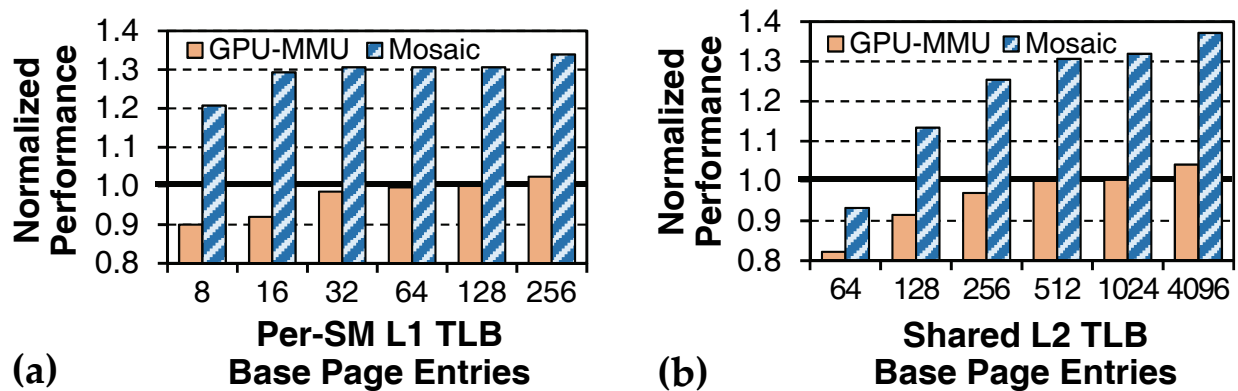 Normalized
Performance
1.4
1.3
1.2
1.1
1.0
0.9
0.8
GPU-MMU Mosaic
8 16 32 64 128 256
Per-SM L1 TLB
Base Page Entries
(a)
Normalized
Performance
1.4
1.3
1.2
1.1
1.0
0.9
0.8
GPU-MMU Mosaic
64 128 256 512 1024 4096
Shared L2 TLB
Base Page Entries
(b)